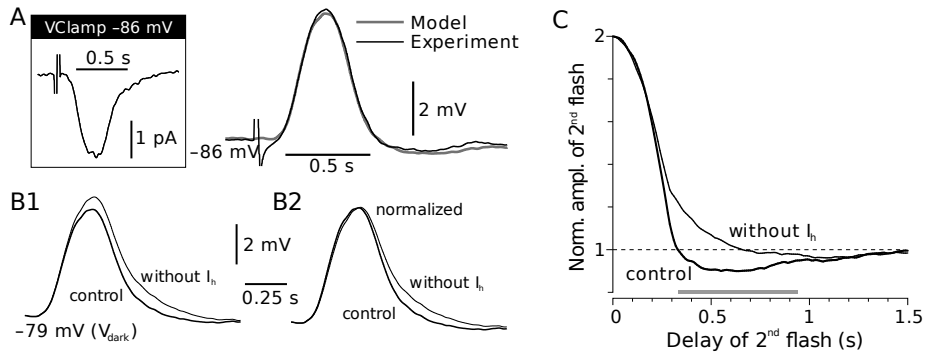 A
VClamp –86 mV
0.5 s
1 pA
Model
Experiment
2 mV
–86 mV
0.5 s
B1
without Ih
control
–79 mV (Vdark)
2 mV
0.25 s
B2
normalized
without Ih
control
C
Norm. ampl. of 2nd flash
2
1
without Ih
control
0
0.5
1.0
1.5
Delay of 2nd flash (s)